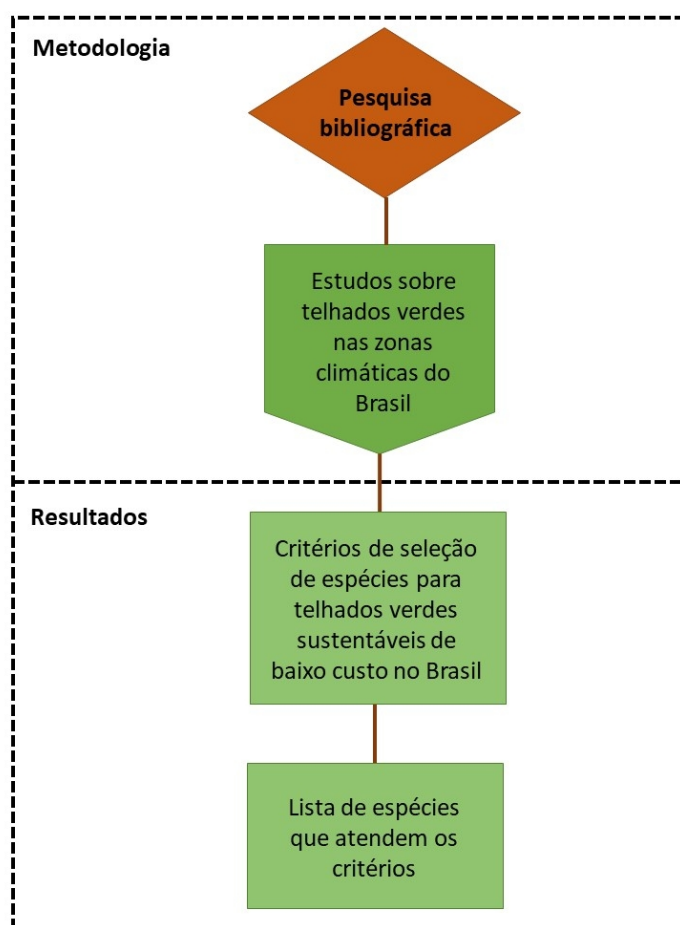 Metodologia
Pesquisa
bibliográfica
Estudos sobre
telhados verdes
nas zonas
climáticas do
Brasil
Resultados
Critérios de seleção
de espécies para
telhados verdes
sustentáveis de
baixo custo no Brasil
Lista de espécies
que atendem os
critérios